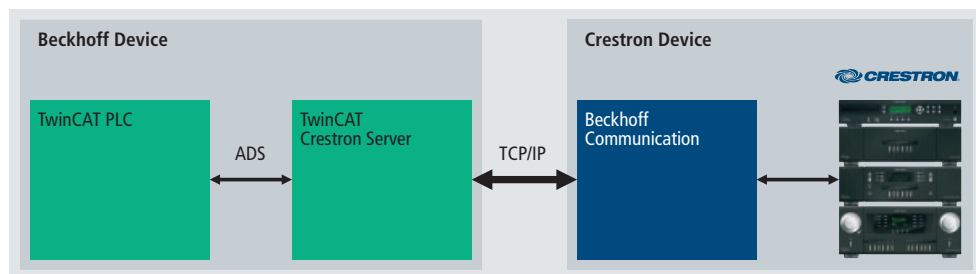 Beckhoff Device
Crestron Device
CRESTRON
TwinCAT PLC
TwinCAT
Crestron Server
Beckhoff
Communication
ADS
TCP/IP